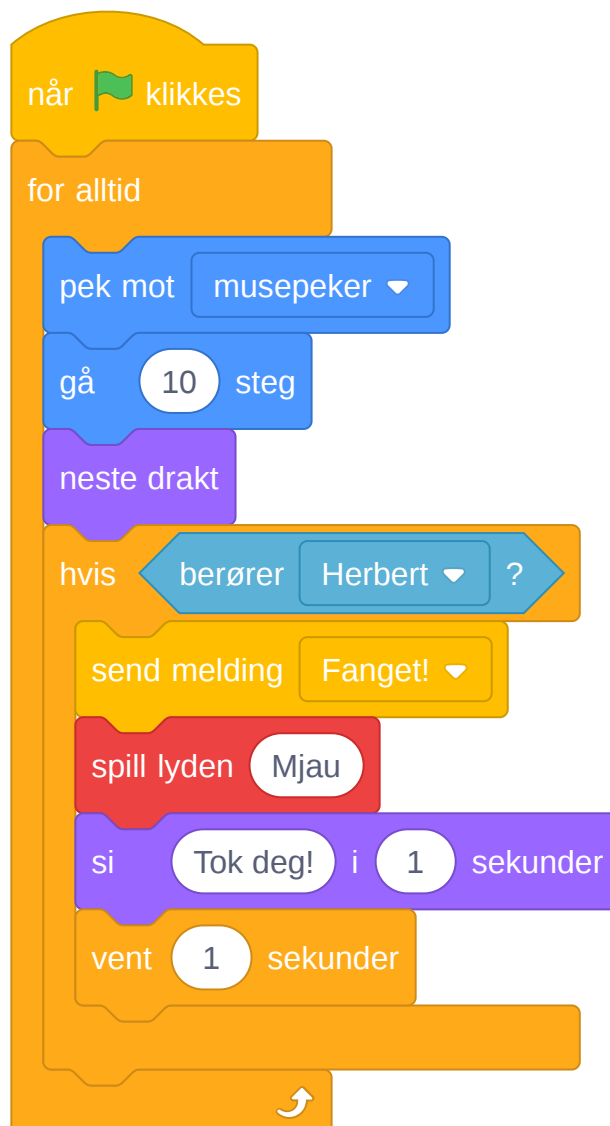 når klikkes
for alltid
pek mot musepeker
gå 10 steg
neste drakt
hvis berører Herbert ?
send melding Fanget!
spill lyden Mjau
si Tok deg! i 1 sekunder
vent 1 sekunder